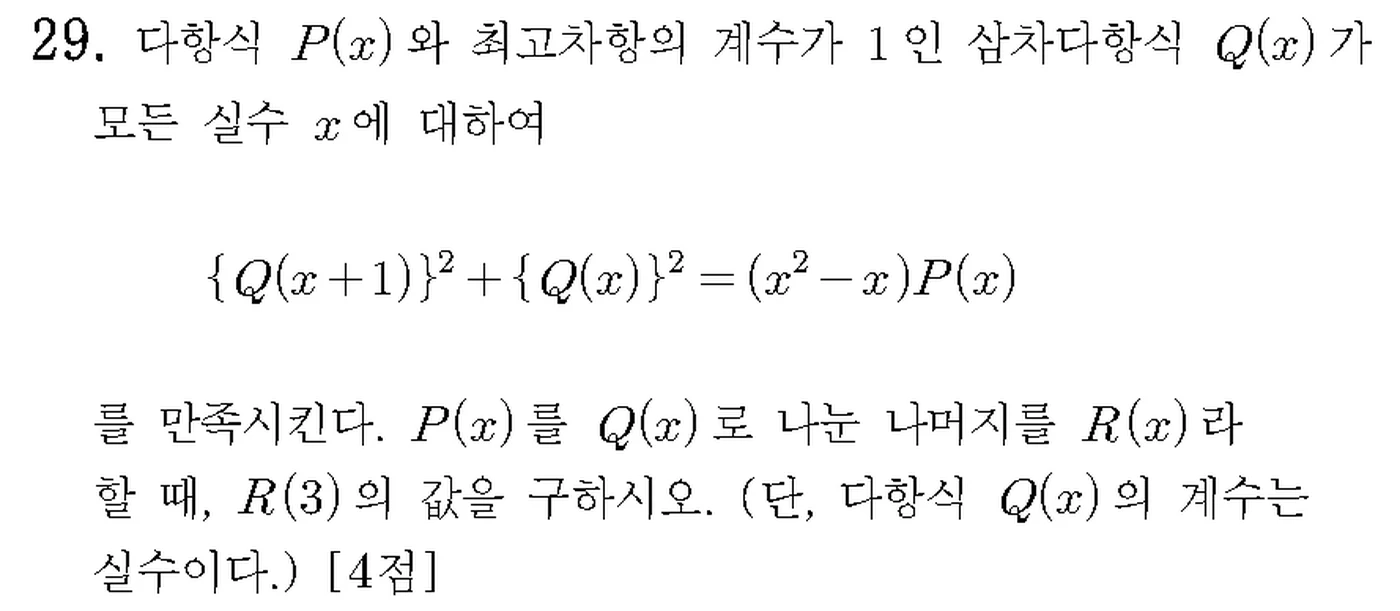 29. 다항식 P(x)와 최고차항의 계수가 1인 삼차다항식 Q(x)가
모든 실수 x에 대하여
{Q(x+1)}²+{Q(x)}²=(x²-x)P(x)
를 만족시킨다. P(x)를 Q(x)로 나눈 나머지를 R(x)라
할 때, R(3)의 값을 구하시오. (단, 다항식 Q(x)의 계수는
실수이다.) [4점]